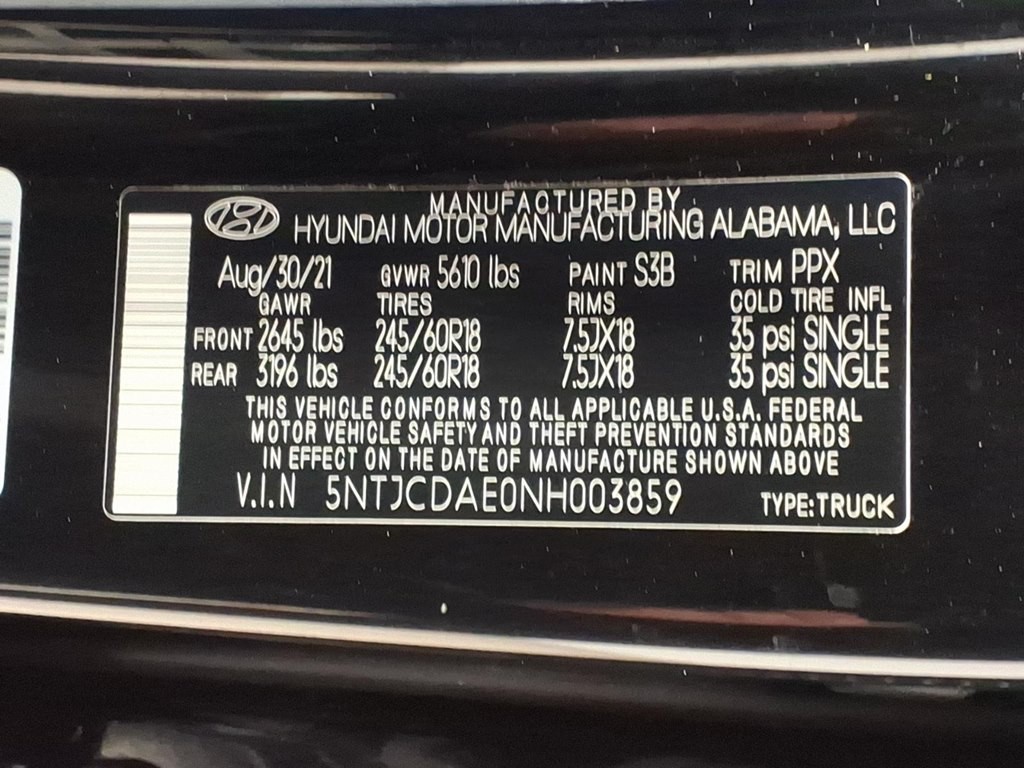 MANUFACTURED BY
HYUNDAI MOTOR MANUFACTURING ALABAMA, LLC
Aug/30/21 GVWR 5610 lbs PAINT S3B TRIM PPX
GAWR TIRES RIMS COLD TIRE INFL
FRONT 2645 lbs 245/60R18 7.5JX18 35 psi SINGLE
REAR 3196 lbs 245/60R18 7.5JX18 35 psi SINGLE
THIS VEHICLE CONFORMS TO ALL APPLICABLE U.S.A. FEDERAL
MOTOR VEHICLE SAFETY AND THEFT PREVENTION STANDARDS
IN EFFECT ON THE DATE OF MANUFACTURE SHOWN ABOVE
V.I.N 5NTJCDAE0NH003859 TYPE:TRUCK